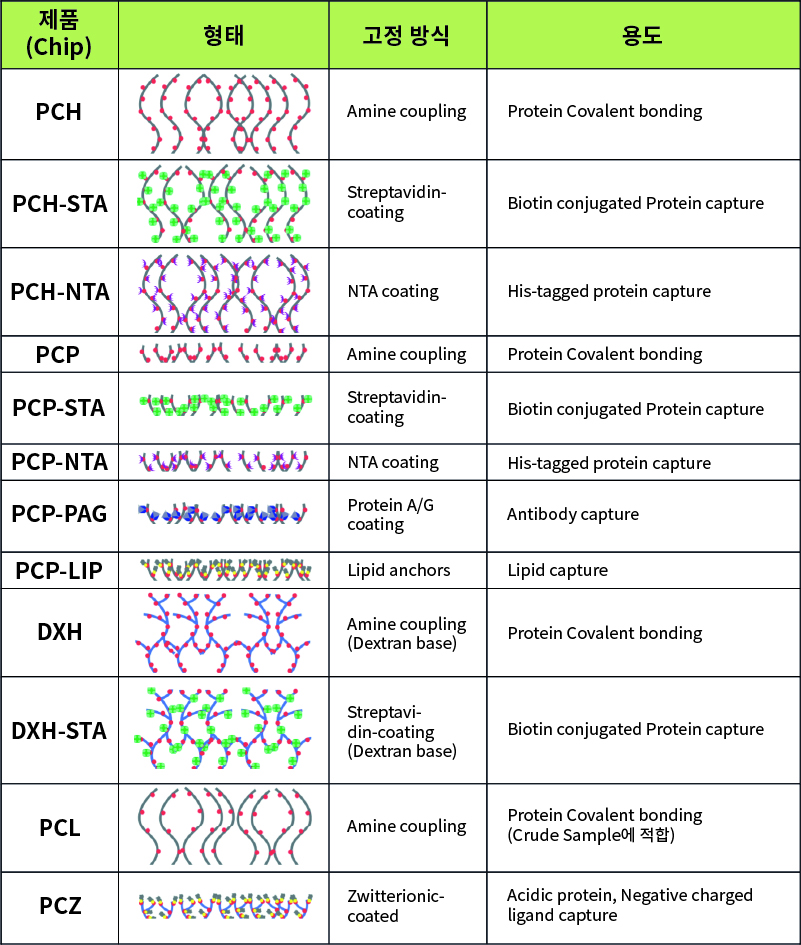 제품
(Chip)
형태
고정 방식
용도
PCH
Amine coupling
Protein Covalent bonding
PCH-STA
Streptavidin-
coating
Biotin conjugated Protein capture
PCH-NTA
NTA coating
His-tagged protein capture
PCP
Amine coupling
Protein Covalent bonding
PCP-STA
Streptavidin-
coating
Biotin conjugated Protein capture
PCP-NTA
NTA coating
His-tagged protein capture
PCP-PAG
Protein A/G
coating
Antibody capture
PCP-LIP
Lipid anchors
Lipid capture
DXH
Amine coupling
(Dextran base)
Protein Covalent bonding
DXH-STA
Streptavi-
din-coating
(Dextran base)
Biotin conjugated Protein capture
PCL
Amine coupling
Protein Covalent bonding
(Crude Sample에 적합)
PCZ
Zwitterionic-
coated
Acidic protein, Negative charged
ligand capture